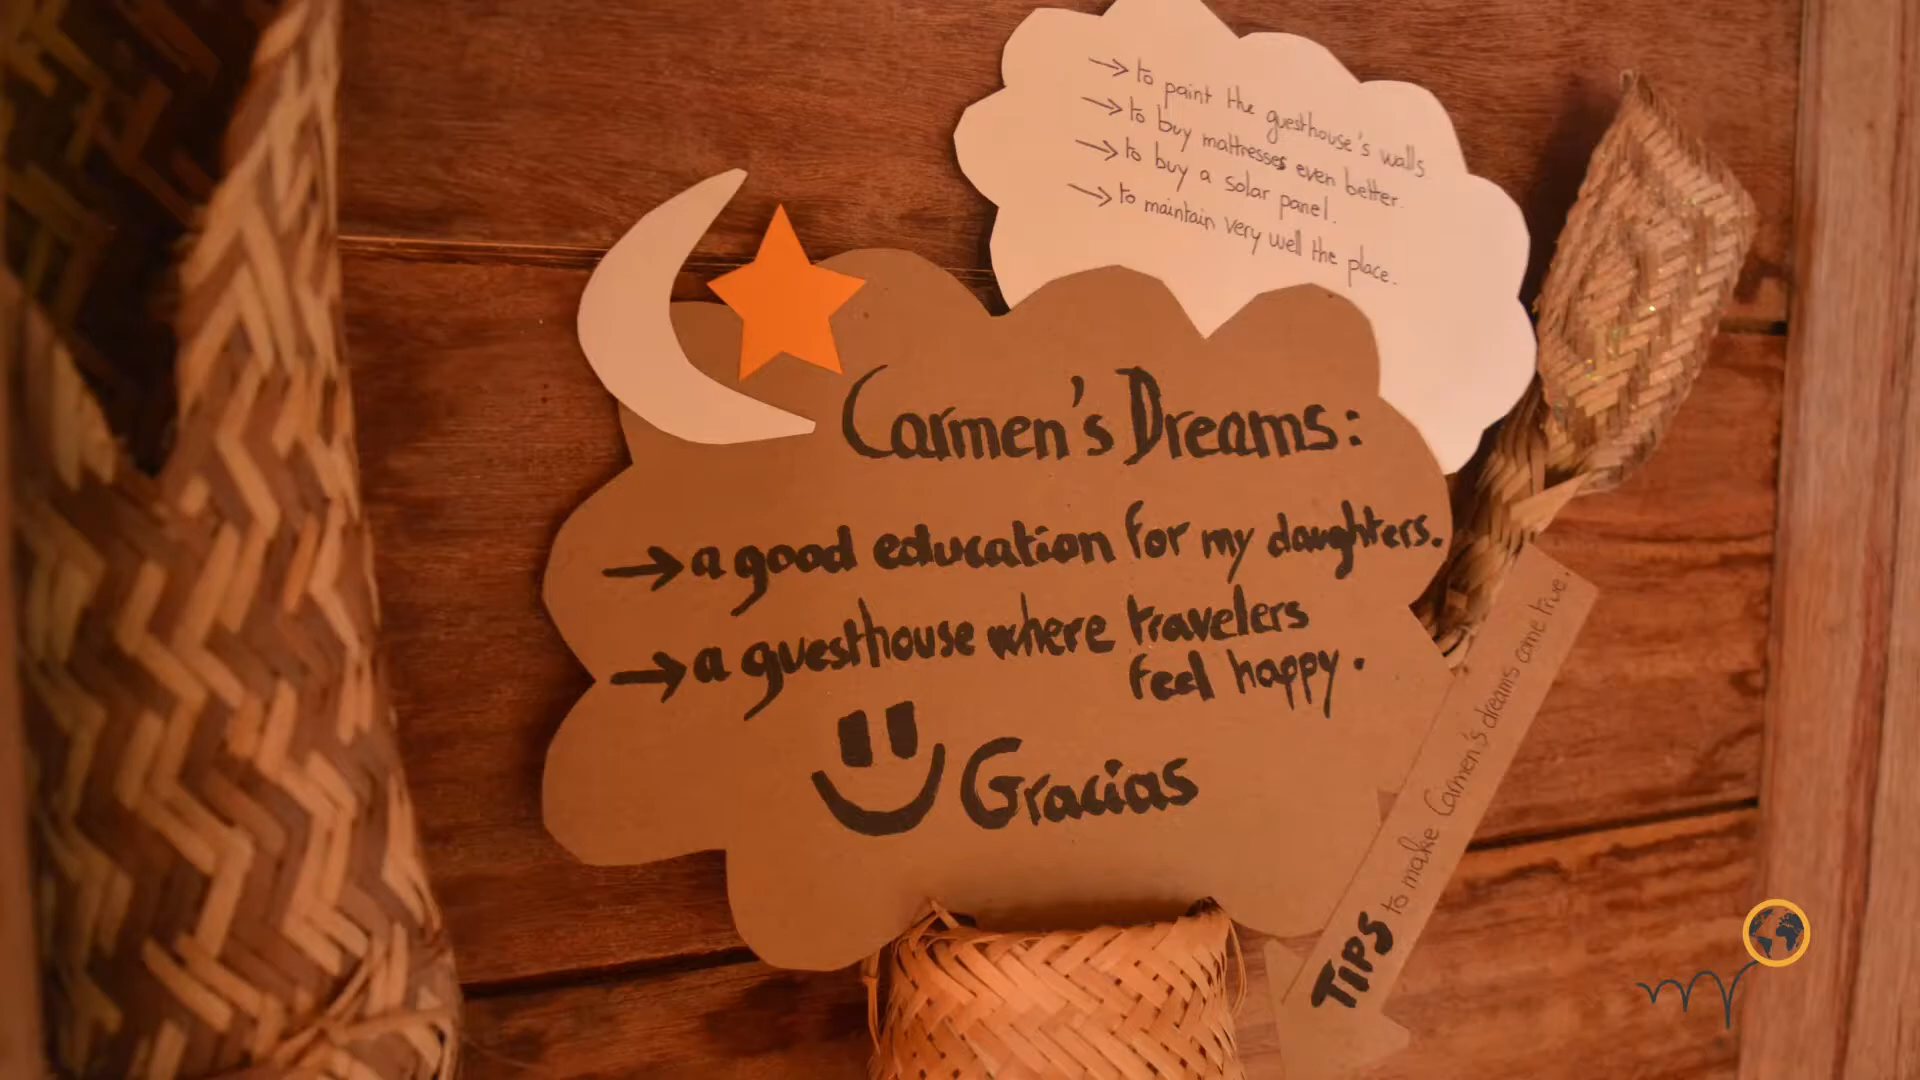 → to paint the guesthouse's walls
→ to buy mattresses even better.
→ to buy a solar panel.
→ to maintain very well the place.
Carmen's Dreams:
→ a good education for my daughters.
→ a guesthouse where travelers
feel happy.
Gracias
TIPS to make Carmen's dreams come true.